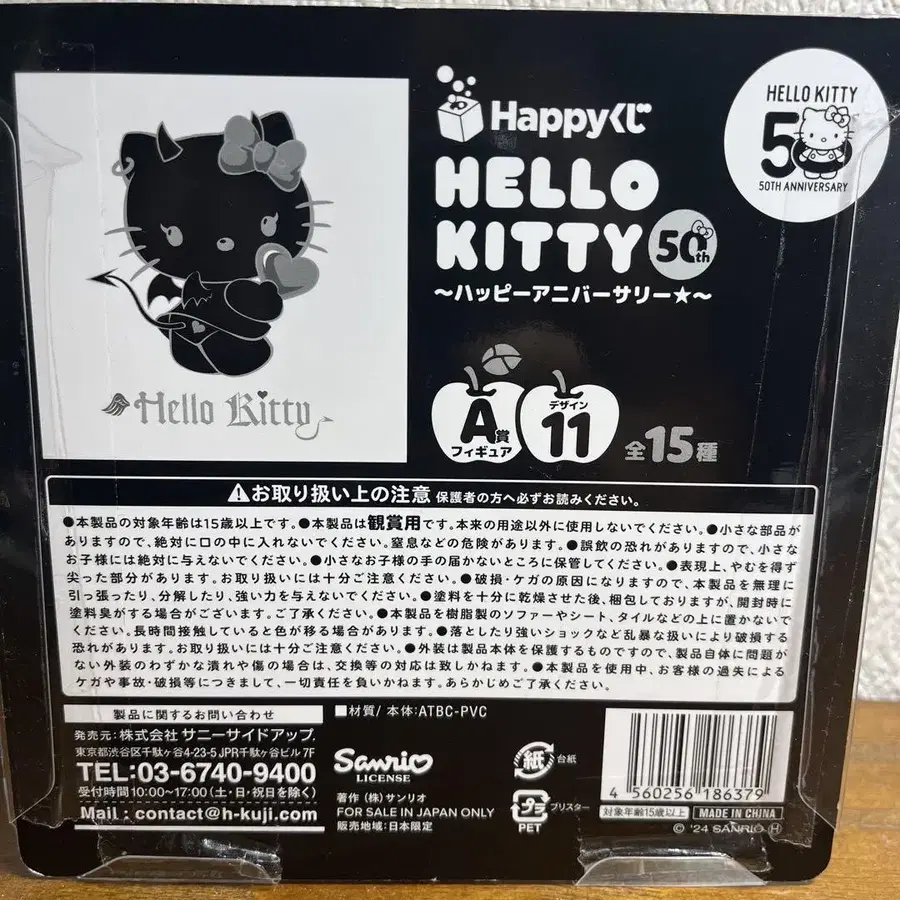 Happyくじ
HELLO
KITTY 50th
～ハッピーアニバーサリー★～
HELLO KITTY
50
50TH ANNIVERSARY
Hello Kitty
A賞
フィギュア
デザイン
11
全15種
⚠お取り扱い上の注意 保護者の方へ必ずお読みください。
●本製品の対象年齢は15歳以上です。●本製品は観賞用です。本来の用途以外に使用しないでください。●小さな部品が
ありますので、絶対に口の中に入れないでください。窒息などの危険があります。●誤飲の恐れがありますので、小さな
お子様には絶対に与えないでください。●小さなお子様の手の届かないところに保管してください。●表現上、やむを得ず
尖った部分があります。お取り扱いには十分ご注意ください。●破損・ケガの原因になりますので、本製品を無理に
引っ張ったり、分解したり、強い力を与えないでください。●塗料を十分に乾燥させた後、梱包しておりますが、開封時に
塗料臭がする場合がございます。ご了承ください。●本製品を樹脂製のソファーやシート、タイルなどの上に置かないで
ください。長時間接触していると色が移る場合があります。●落としたり強いショックなど乱暴な扱いにより破損する
恐れがあります。お取り扱いには十分ご注意ください。●外装は製品本体を保護するものですので、製品自体に問題が
ない外装のわずかな潰れや傷の場合は、交換等の対応は致しかねます。●本製品を使用中、お客様の過失による
ケガや事故・破損等につきまして、一切責任を負いかねます。あらかじめご了承ください。
製品に関するお問い合わせ
発売元:株式会社 サニーサイドアップ
東京都渋谷区千駄ヶ谷4-23-5 JPR千駄ヶ谷ビル 7F
TEL:03-6740-9400
受付時間 10:00～17:00(土・日・祝日を除く)
Mail : contact@h-kuji.com
■材質/ 本体:ATBC-PVC
Sanrio
LICENSE
著作 (株)サンリオ
FOR SALE IN JAPAN ONLY
販売地域:日本限定
紙 台紙
プラ ブリスター
PET
4 560256 186379
対象年齢15歳以上 MADE IN CHINA
© '24 SANRIO Ⓗ